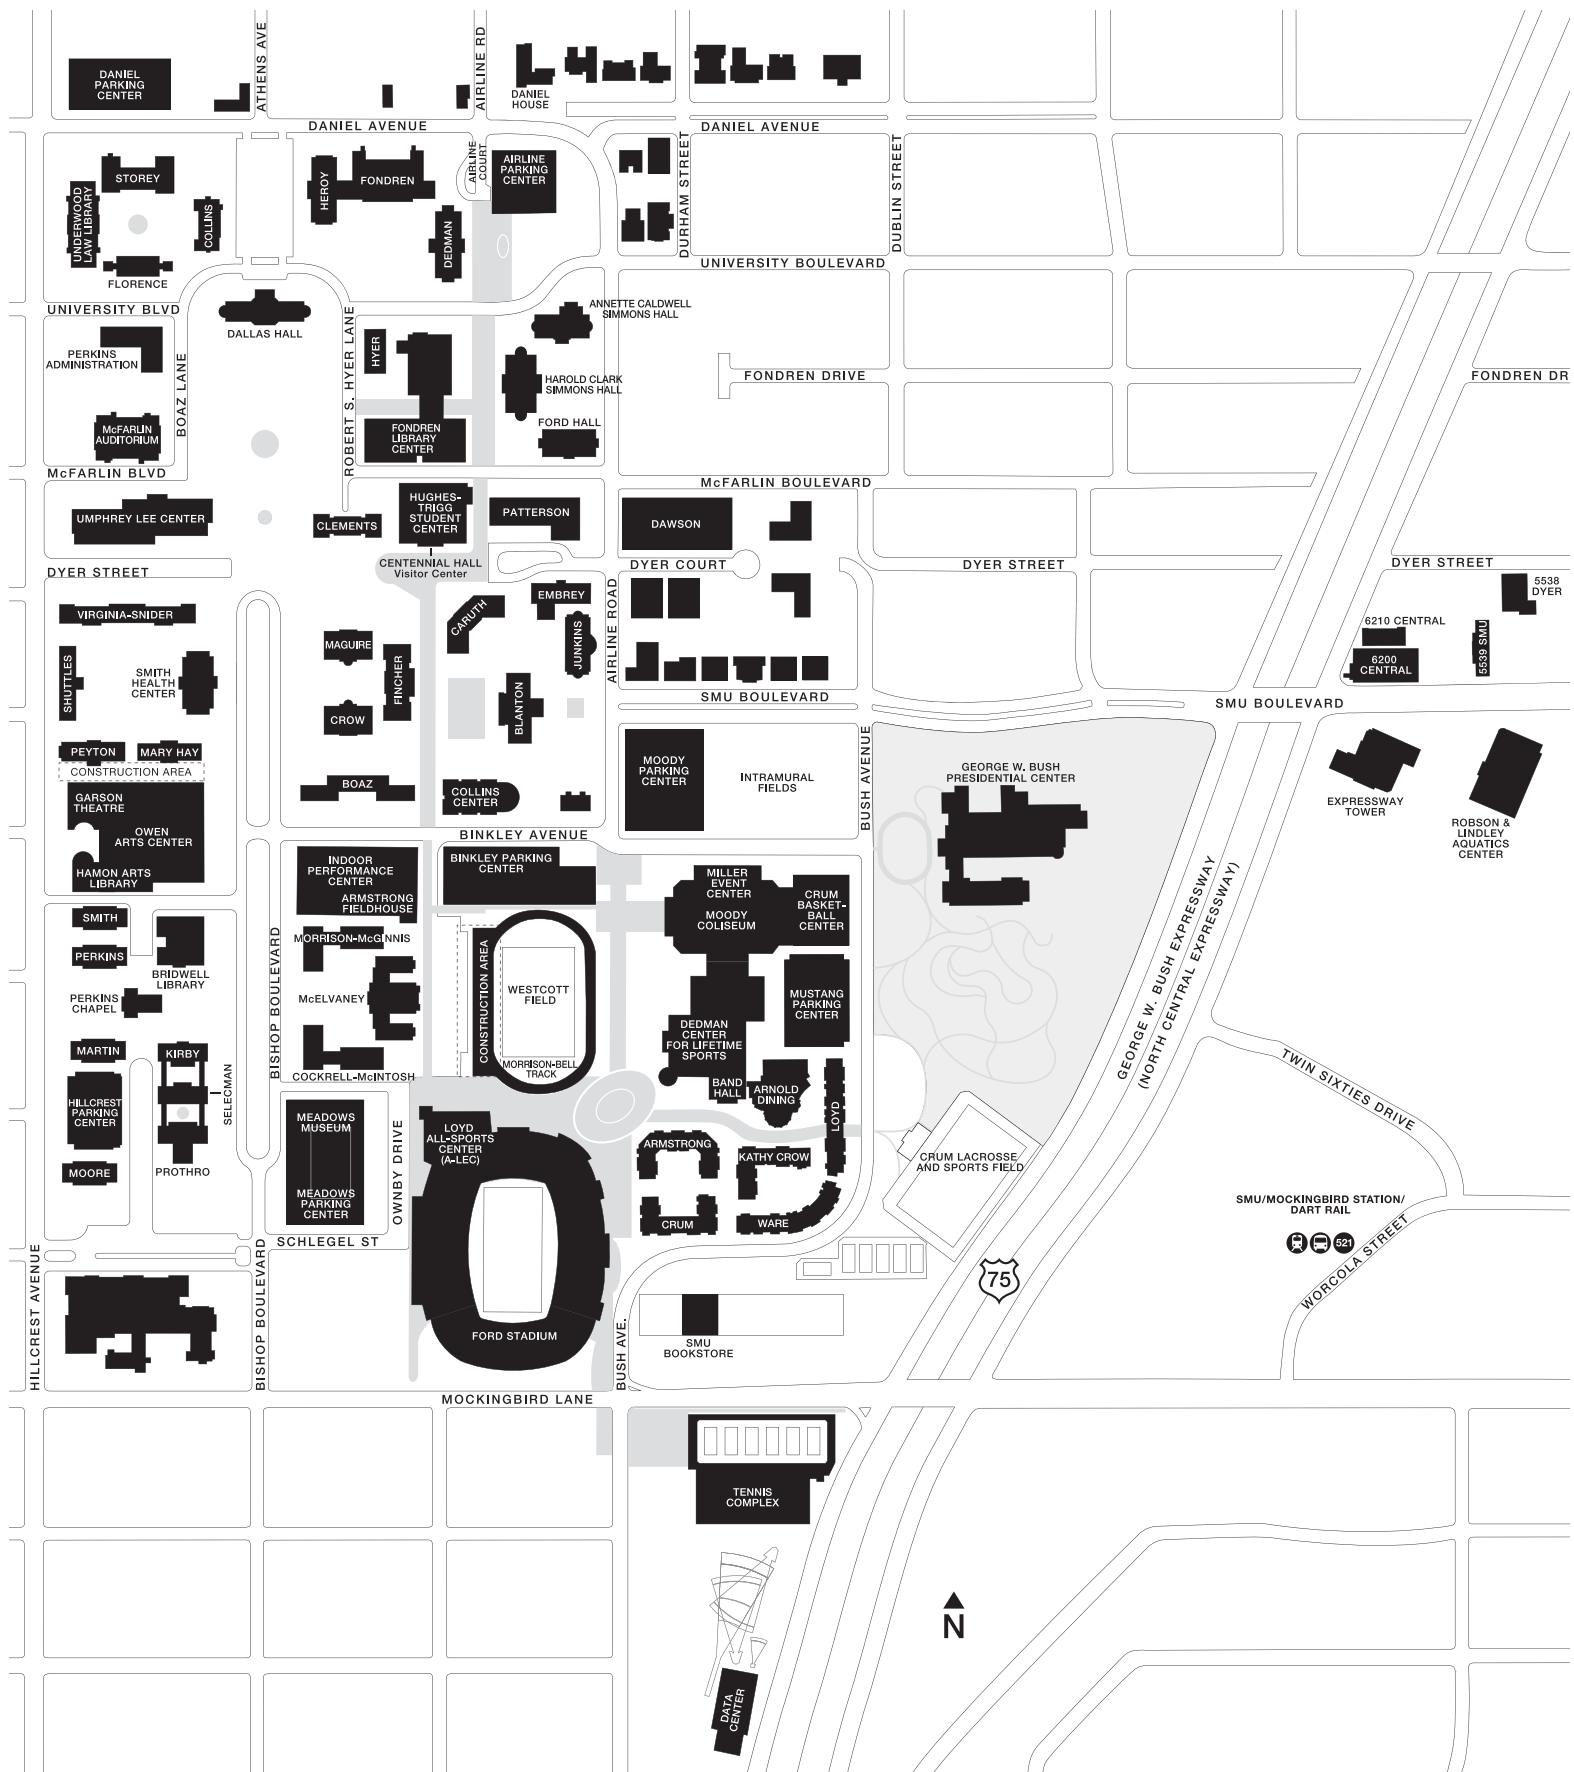 ATHENS AVE
AIRLINE RD
DANIEL
PARKING
CENTER
DANIEL
HOUSE
DANIEL AVENUE
DANIEL AVENUE
AIRLINE
COURT
AIRLINE
PARKING
CENTER
DURHAM STREET
DUBLIN STREET
STOREY
UNDERWOOD
LAW LIBRARY
COLLINS
HEROY
FONDREN
DEDMAN
FLORENCE
UNIVERSITY BOULEVARD
UNIVERSITY BLVD
DALLAS HALL
ANNETTE CALDWELL
SIMMONS HALL
PERKINS
ADMINISTRATION
BOAZ LANE
ROBERT S. HYER LANE
HYER
HAROLD CLARK
SIMMONS HALL
FONDREN DRIVE
FONDREN DR
McFARLIN
AUDITORIUM
FONDREN
LIBRARY
CENTER
FORD HALL
McFARLIN BLVD
McFARLIN BOULEVARD
UMPHREY LEE CENTER
CLEMENTS
HUGHES-
TRIGG
STUDENT
CENTER
PATTERSON
DAWSON
CENTENNIAL HALL
Visitor Center
DYER STREET
DYER COURT
DYER STREET
DYER STREET
VIRGINIA-SNIDER
CARUTH
EMBREY
AIRLINE ROAD
5538
DYER
6210 CENTRAL
5539 SMU
6200
CENTRAL
SHUTTLES
SMITH
HEALTH
CENTER
MAGUIRE
FINCHER
JUNKINS
BLANTON
CROW
SMU BOULEVARD
SMU BOULEVARD
PEYTON
MARY HAY
CONSTRUCTION AREA
MOODY
PARKING
CENTER
INTRAMURAL
FIELDS
BUSH AVENUE
GEORGE W. BUSH
PRESIDENTIAL CENTER
EXPRESSWAY
TOWER
ROBSON &
LINDLEY
AQUATICS
CENTER
GARSON
THEATRE
OWEN
ARTS CENTER
HAMON ARTS
LIBRARY
BOAZ
COLLINS
CENTER
BINKLEY AVENUE
INDOOR
PERFORMANCE
CENTER
ARMSTRONG
FIELDHOUSE
BINKLEY PARKING
CENTER
MILLER
EVENT
CENTER
MOODY
COLISEUM
CRUM
BASKET-
BALL
CENTER
GEORGE W. BUSH EXPRESSWAY
(NORTH CENTRAL EXPRESSWAY)
SMITH
PERKINS
BRIDWELL
LIBRARY
BISHOP BOULEVARD
MORRISON-McGINNIS
McELVANEY
CONSTRUCTION AREA
WESTCOTT
FIELD
MUSTANG
PARKING
CENTER
PERKINS
CHAPEL
DEDMAN
CENTER
FOR LIFETIME
SPORTS
MARTIN
KIRBY
COCKRELL-McINTOSH
MORRISON-BELL
TRACK
BAND
HALL
ARNOLD
DINING
LOYD
TWIN SIXTIES DRIVE
HILLCREST
PARKING
CENTER
SELECMAN
MEADOWS
MUSEUM
OWNBY DRIVE
LOYD
ALL-SPORTS
CENTER
(A-LEC)
ARMSTRONG
KATHY CROW
CRUM LACROSSE
AND SPORTS FIELD
MOORE
PROTHRO
MEADOWS
PARKING
CENTER
CRUM
WARE
SMU/MOCKINGBIRD STATION/
DART RAIL
521
WORCOLA STREET
SCHLEGEL ST
HILLCREST AVENUE
BISHOP BOULEVARD
75
FORD STADIUM
BUSH AVE.
SMU
BOOKSTORE
MOCKINGBIRD LANE
TENNIS
COMPLEX
N
DATA
CENTER